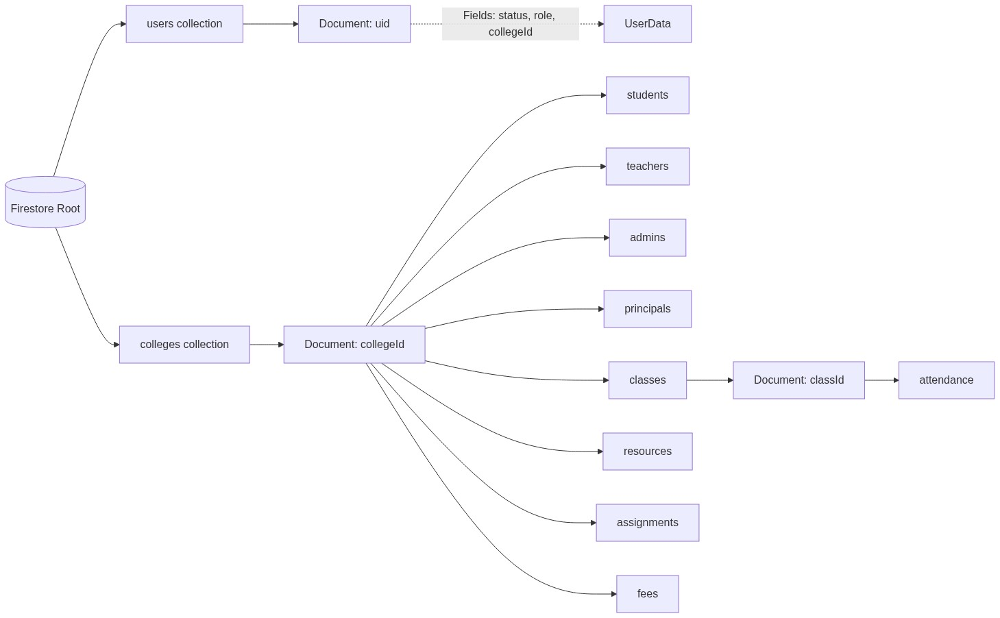 users collection
Document: uid
Fields: status, role,
collegeId
UserData
students
teachers
Firestore Root
admins
principals
colleges collection
Document: collegeId
classes
Document: classId
attendance
resources
assignments
fees